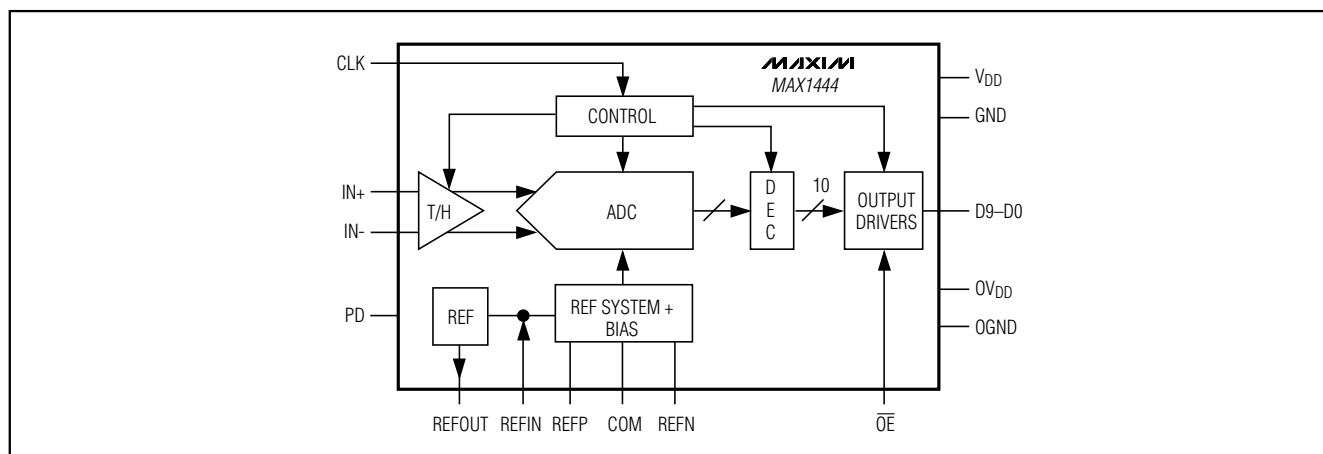 MAXIM
MAX1444
CLK
CONTROL
VDD
GND
IN+
IN-
T/H
ADC
D
E
C
10
OUTPUT
DRIVERS
D9–D0
PD
REF
REF SYSTEM +
BIAS
OVDD
OGND
REFOUT
REFIN
REFP
COM
REFN
OE